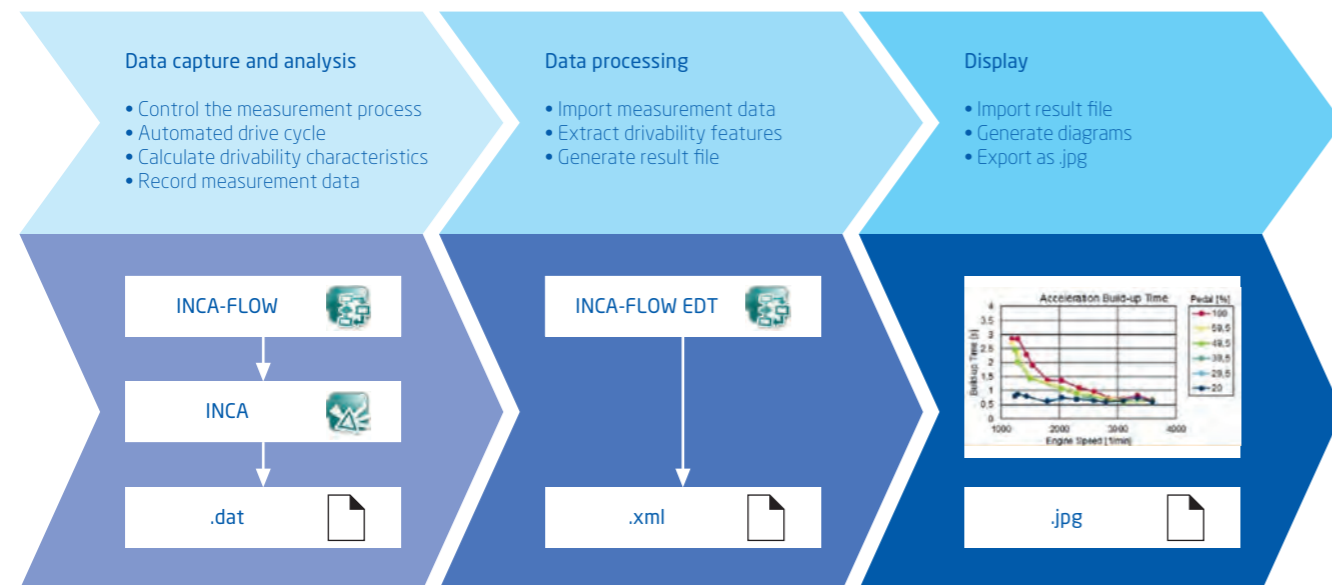 Data capture and analysis
• Control the measurement process
• Automated drive cycle
• Calculate drivability characteristics
• Record measurement data
Data processing
• Import measurement data
• Extract drivability features
• Generate result file
Display
• Import result file
• Generate diagrams
• Export as .jpg
INCA-FLOW
INCA
.dat
INCA-FLOW EDT
.xml
Acceleration Build-up Time
Pedal [%]
100
59,5
49,5
39,5
29,5
20
Build-up Time [s]
4
3.5
3
2.5
2
1.5
1
0.5
0
1000 2000 3000 4000
Engine Speed [1/min]
.jpg